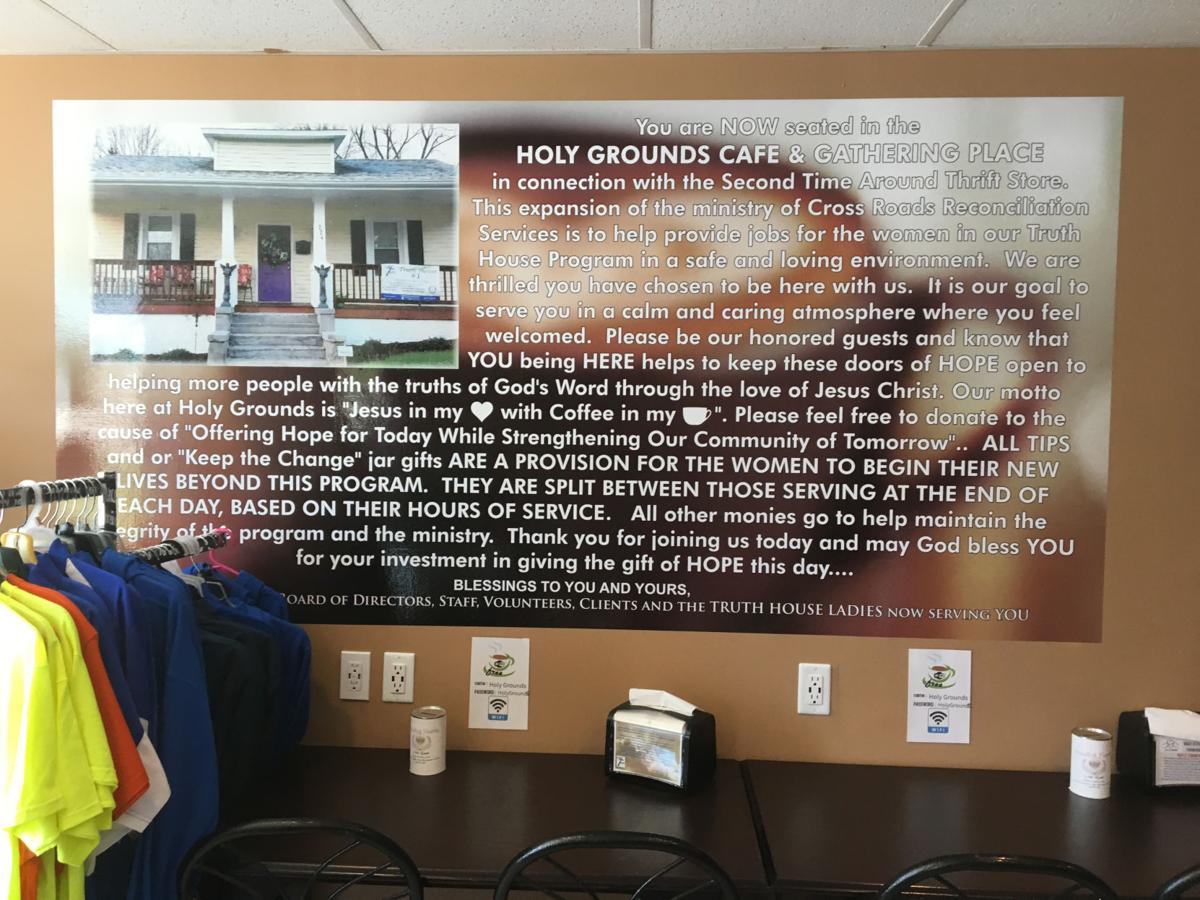 You are NOW seated in the
HOLY GROUNDS CAFE & GATHERING PLACE
in connection with the Second Time Around Thrift Store.
This expansion of the ministry of Cross Roads Reconciliation
Services is to help provide jobs for the women in our Truth
House Program in a safe and loving environment. We are
thrilled you have chosen to be here with us. It is our goal to
serve you in a calm and caring atmosphere where you feel
welcomed. Please be our honored guests and know that
YOU being HERE helps to keep these doors of HOPE open to
helping more people with the truths of God's Word through the love of Jesus Christ. Our motto
here at Holy Grounds is "Jesus in my with Coffee in my ". Please feel free to donate to the
cause of "Offering Hope for Today While Strengthening Our Community of Tomorrow".. ALL TIPS
and or "Keep the Change" jar gifts ARE A PROVISION FOR THE WOMEN TO BEGIN THEIR NEW
LIVES BEYOND THIS PROGRAM. THEY ARE SPLIT BETWEEN THOSE SERVING AT THE END OF
EACH DAY, BASED ON THEIR HOURS OF SERVICE. All other monies go to help maintain the
egrity of the program and the ministry. Thank you for joining us today and may God bless YOU
for your investment in giving the gift of HOPE this day....
BLESSINGS TO YOU AND YOURS,
OARD OF DIRECTORS, STAFF, VOLUNTEERS, CLIENTS AND THE TRUTH HOUSE LADIES NOW SERVING YOU
Holy Grounds
PASSWORD: HolyGrounds
WIFI
Holy Grounds
PASSWORD: HolyGrounds
WIFI